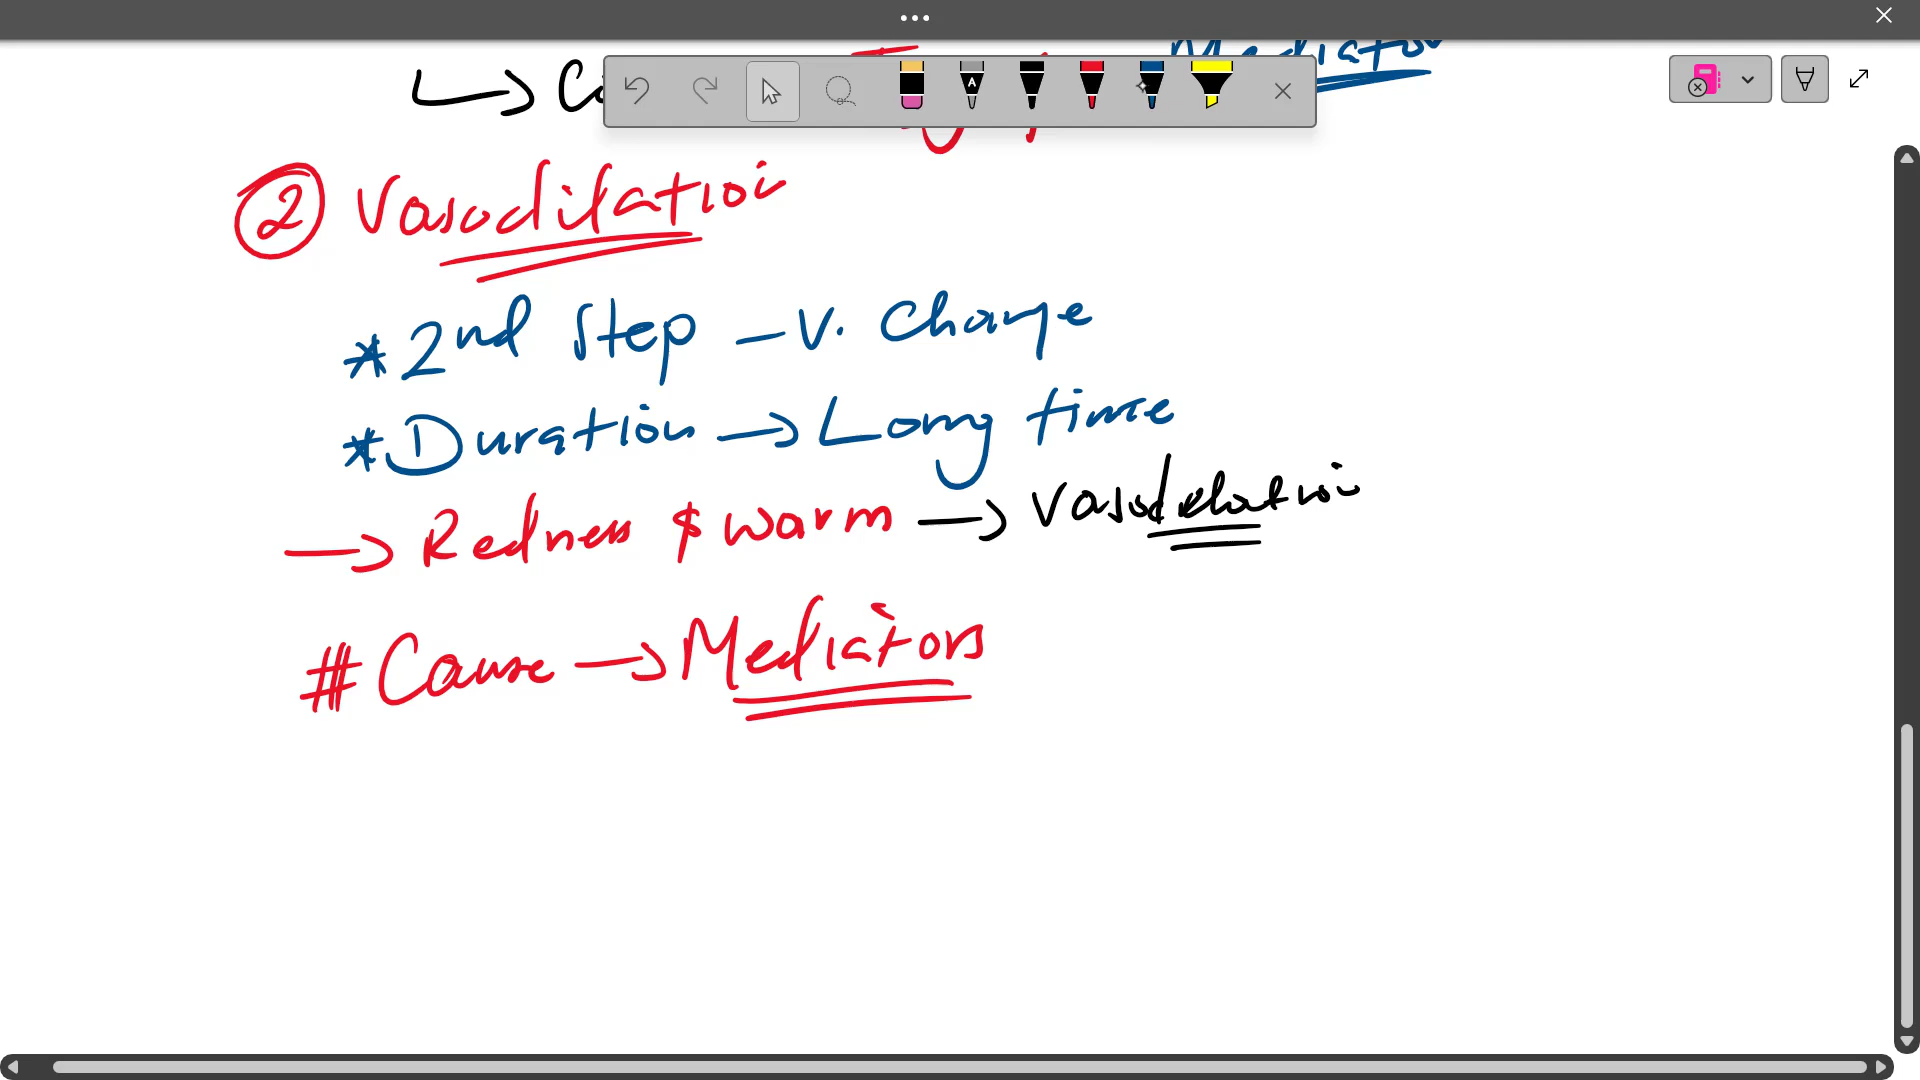 ② Vasodilation
* 2nd Step - V. Change
* Duration → Long time
→ Redness & warm → Vasodilation
# Cause → Mediators